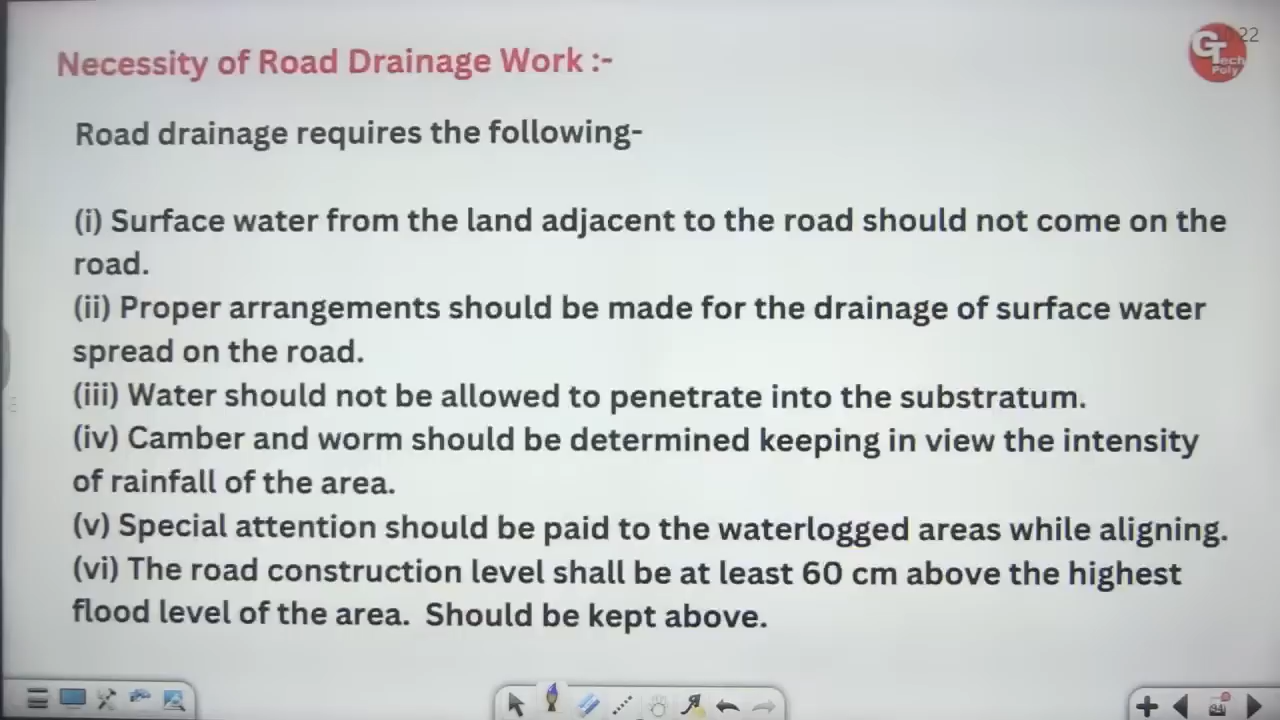 Necessity of Road Drainage Work :-
GTech Poly
22
Road drainage requires the following-
(i) Surface water from the land adjacent to the road should not come on the
road.
(ii) Proper arrangements should be made for the drainage of surface water
spread on the road.
(iii) Water should not be allowed to penetrate into the substratum.
(iv) Camber and worm should be determined keeping in view the intensity
of rainfall of the area.
(v) Special attention should be paid to the waterlogged areas while aligning.
(vi) The road construction level shall be at least 60 cm above the highest
flood level of the area. Should be kept above.